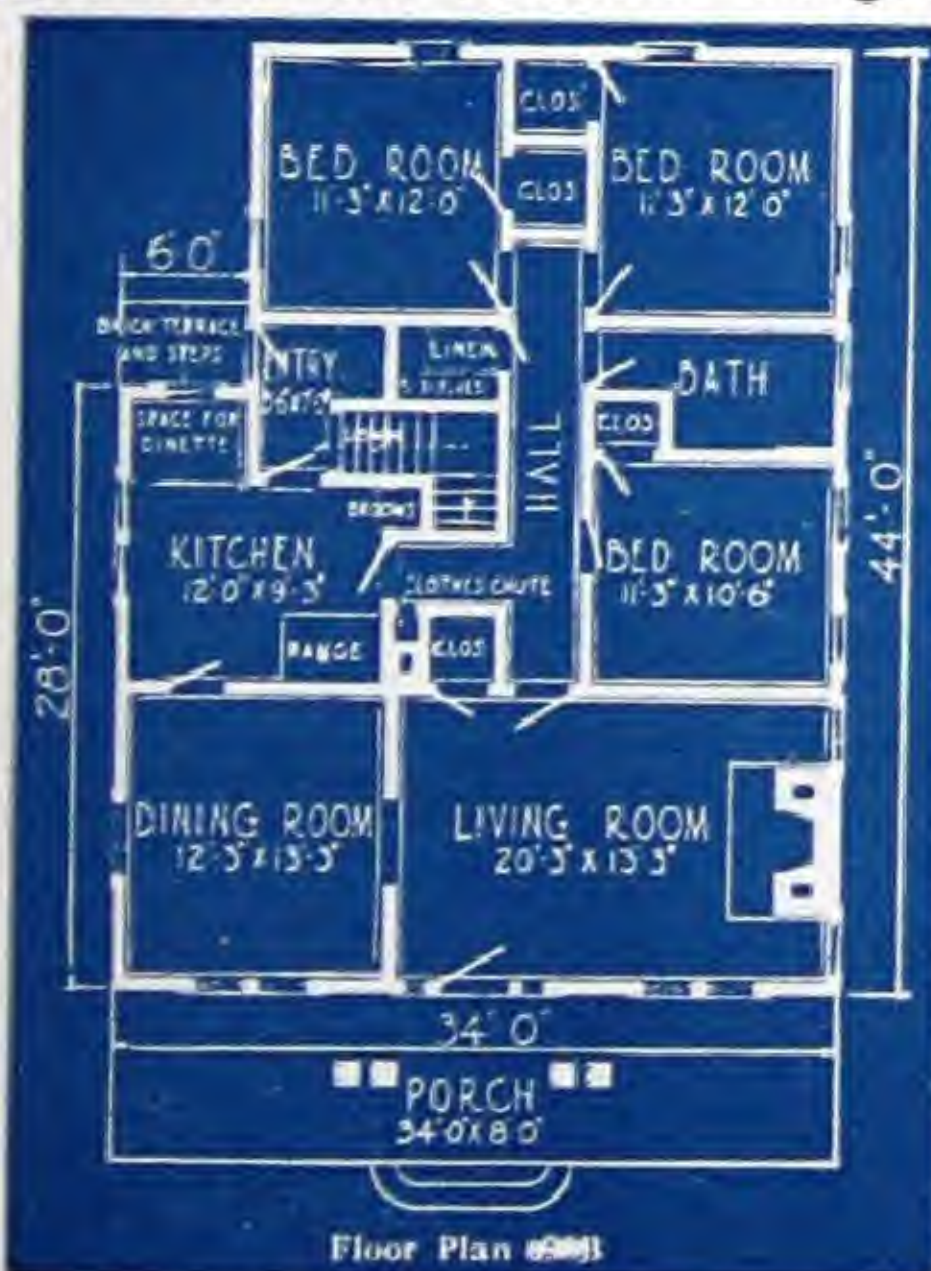 CLOS
BED ROOM
11'-3" X 12'-0"
CLOS
BED ROOM
11'3" X 12'0"
6'0"
BRICK TERRACE
AND STEPS
ENTRY
LINEN
SHELVES
BATH
SPACE FOR
DINETTE
CLOS
HALL
44'-0"
BROOMS
KITCHEN
12'-0" X 9'-3"
BED ROOM
11'-3" X 10'-6"
CLOTHES CHUTE
28'-0"
RANGE
CLOS
DINING ROOM
12'-3" X 13'-3"
LIVING ROOM
20'-3" X 13'3"
34' 0"
PORCH
34'0" X 8'0"
Floor Plan